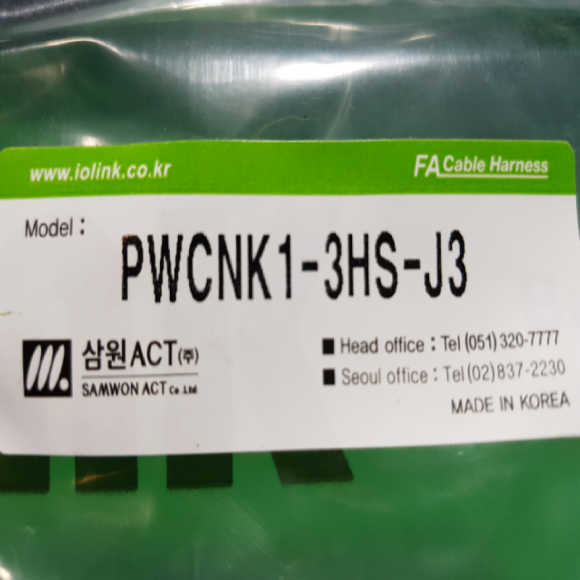 www.iolink.co.kr
FA Cable Harness
Model :
PWCNK1-3HS-J3
삼원ACT(주)
SAMWON ACT Co.,Ltd.
■ Head office : Tel (051) 320-7777
■ Seoul office : Tel (02) 837-2230
MADE IN KOREA